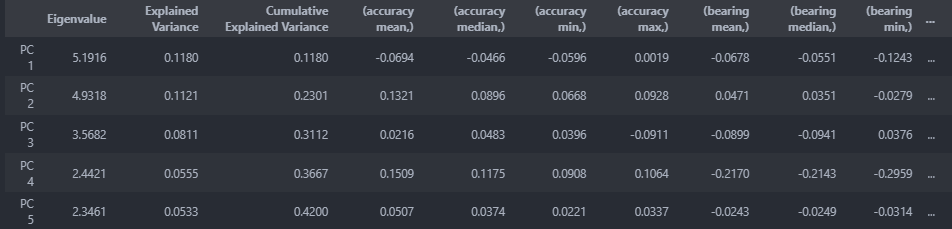 Eigenvalue Explained Variance Cumulative Explained Variance (accuracy mean,) (accuracy median,) (accuracy min,) (accuracy max,) (bearing mean,) (bearing median,) (bearing min,) ...
PC 1 5.1916 0.1180 0.1180 -0.0694 -0.0466 -0.0596 0.0019 -0.0678 -0.0551 -0.1243 ...
PC 2 4.9318 0.1121 0.2301 0.1321 0.0896 0.0668 0.0928 0.0471 0.0351 -0.0279 ...
PC 3 3.5682 0.0811 0.3112 0.0216 0.0483 0.0396 -0.0911 -0.0899 -0.0941 0.0376 ...
PC 4 2.4421 0.0555 0.3667 0.1509 0.1175 0.0908 0.1064 -0.2170 -0.2143 -0.2959 ...
PC 5 2.3461 0.0533 0.4200 0.0507 0.0374 0.0221 0.0337 -0.0243 -0.0249 -0.0314 ...